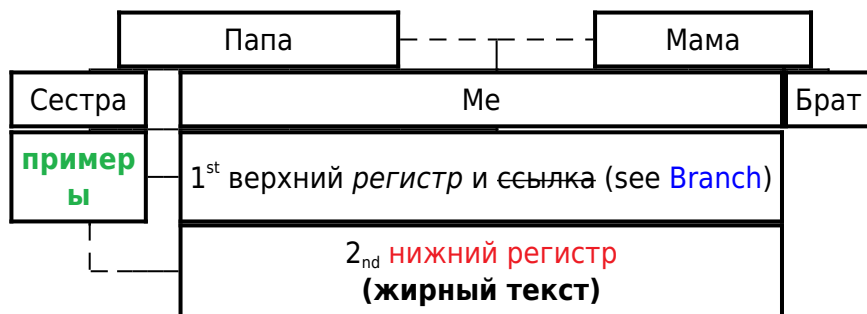 Папа
Мама
Сестра
Me
Брат
пример
ы
1st верхний регистр и ссылка (see Branch)
2nd нижний регистр
(жирный текст)